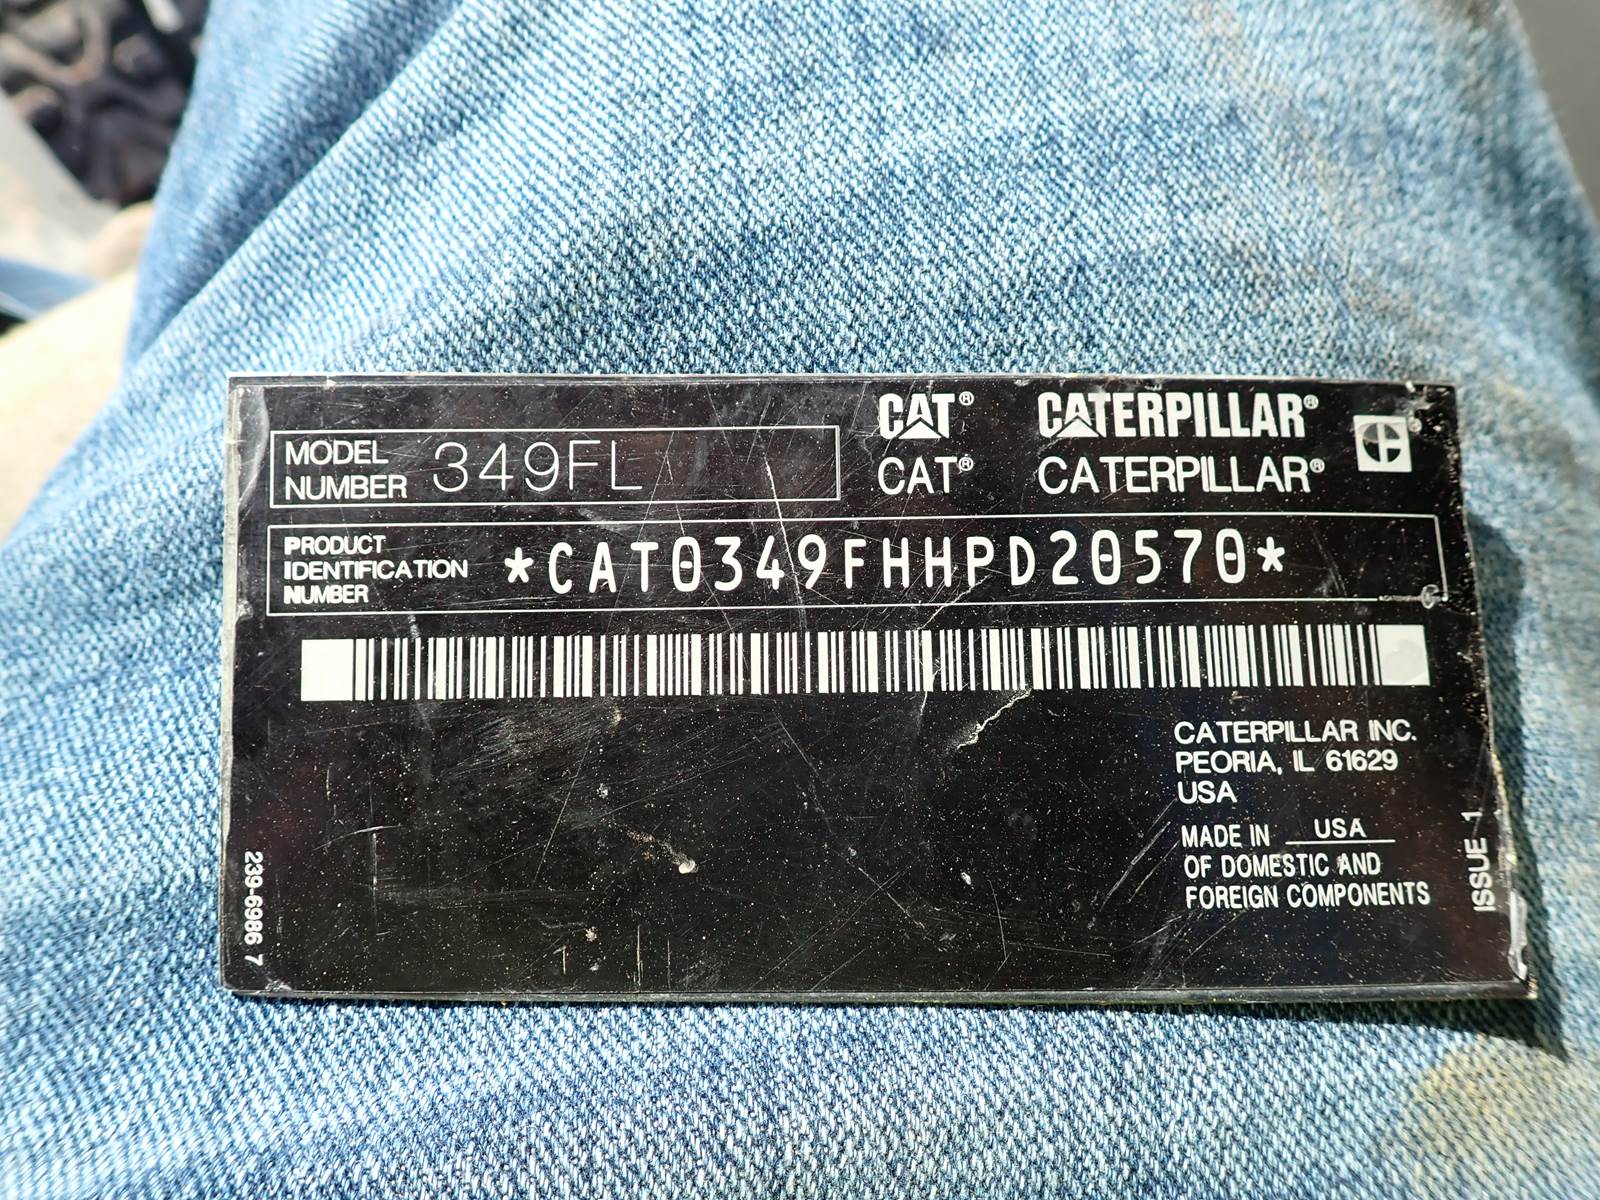 CAT® CATERPILLAR®
CAT® CATERPILLAR®
MODEL
NUMBER 349FL
PRODUCT
IDENTIFICATION
NUMBER
*CAT0349FHHPD20570*
CATERPILLAR INC.
PEORIA, IL 61629
USA
MADE IN USA
OF DOMESTIC AND
FOREIGN COMPONENTS
239-6986 7
ISSUE 1